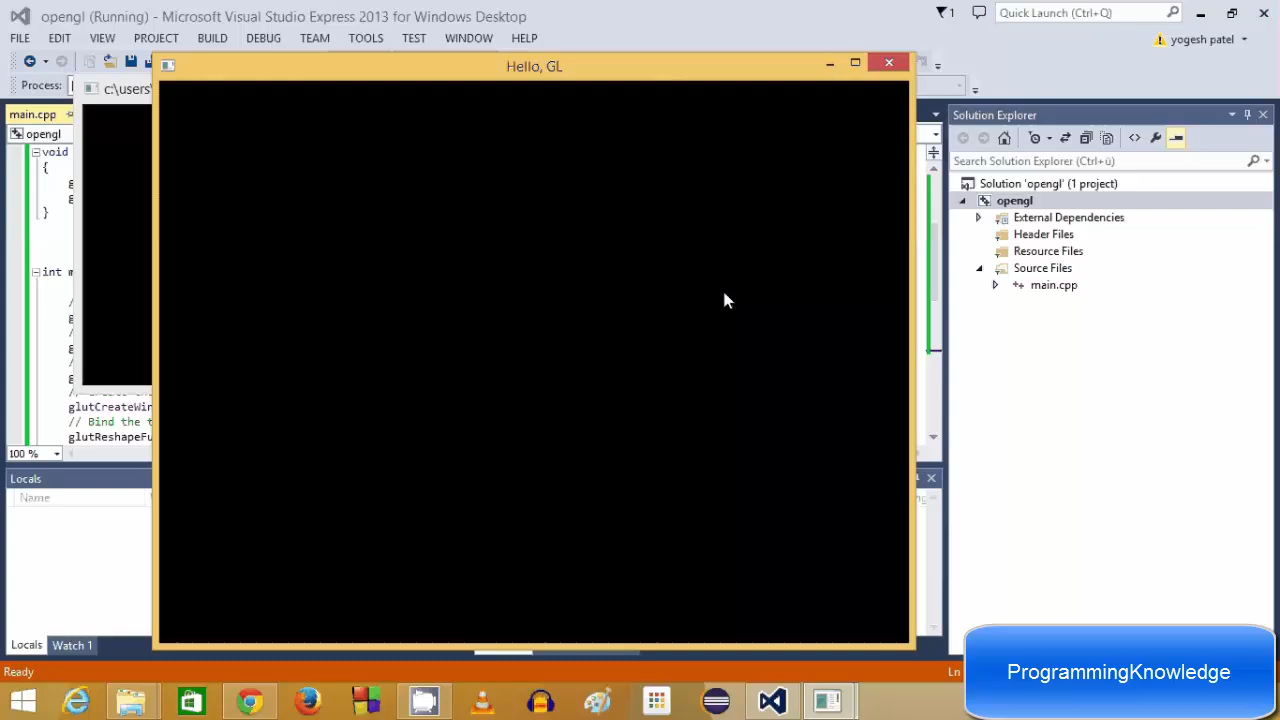 opengl (Running) - Microsoft Visual Studio Express 2013 for Windows Desktop
1
Quick Launch (Ctrl+Q)
FILE EDIT VIEW PROJECT BUILD DEBUG TEAM TOOLS TEST WINDOW HELP
yogesh patel
Process:
Hello, GL
c:\users\
main.cpp
opengl
void
{
g
g
}
int m
/
g
/
g
/
g
glutCreateWin
// Bind the t
glutReshapeFu
100 %
Locals
Name
Locals Watch 1
Solution Explorer
Search Solution Explorer (Ctrl+ü)
Solution 'opengl' (1 project)
opengl
External Dependencies
Header Files
Resource Files
Source Files
main.cpp
Ready
Ln
ProgrammingKnowledge